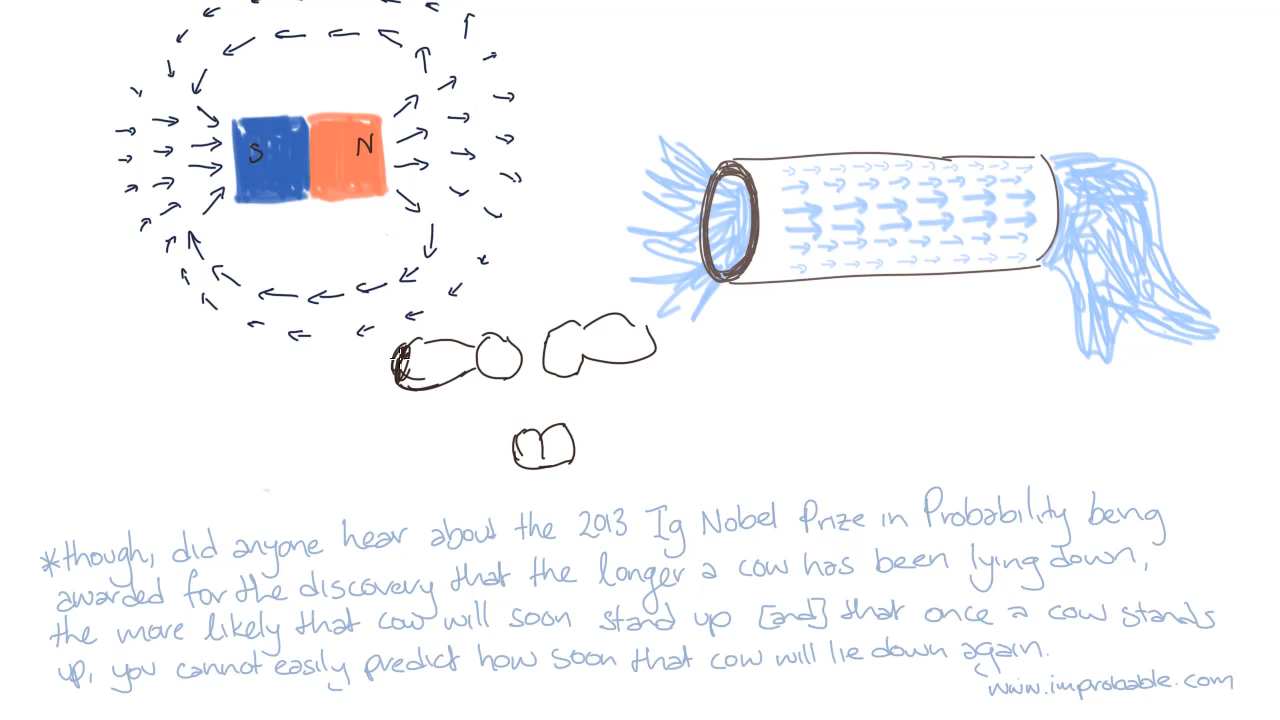 S N
*though, did anyone hear about the 2013 Ig Nobel Prize in Probability being
awarded for the discovery that the longer a cow has been lying down,
the more likely that cow will soon stand up [and] that once a cow stands
up, you cannot easily predict how soon that cow will lie down again.
www.improbable.com